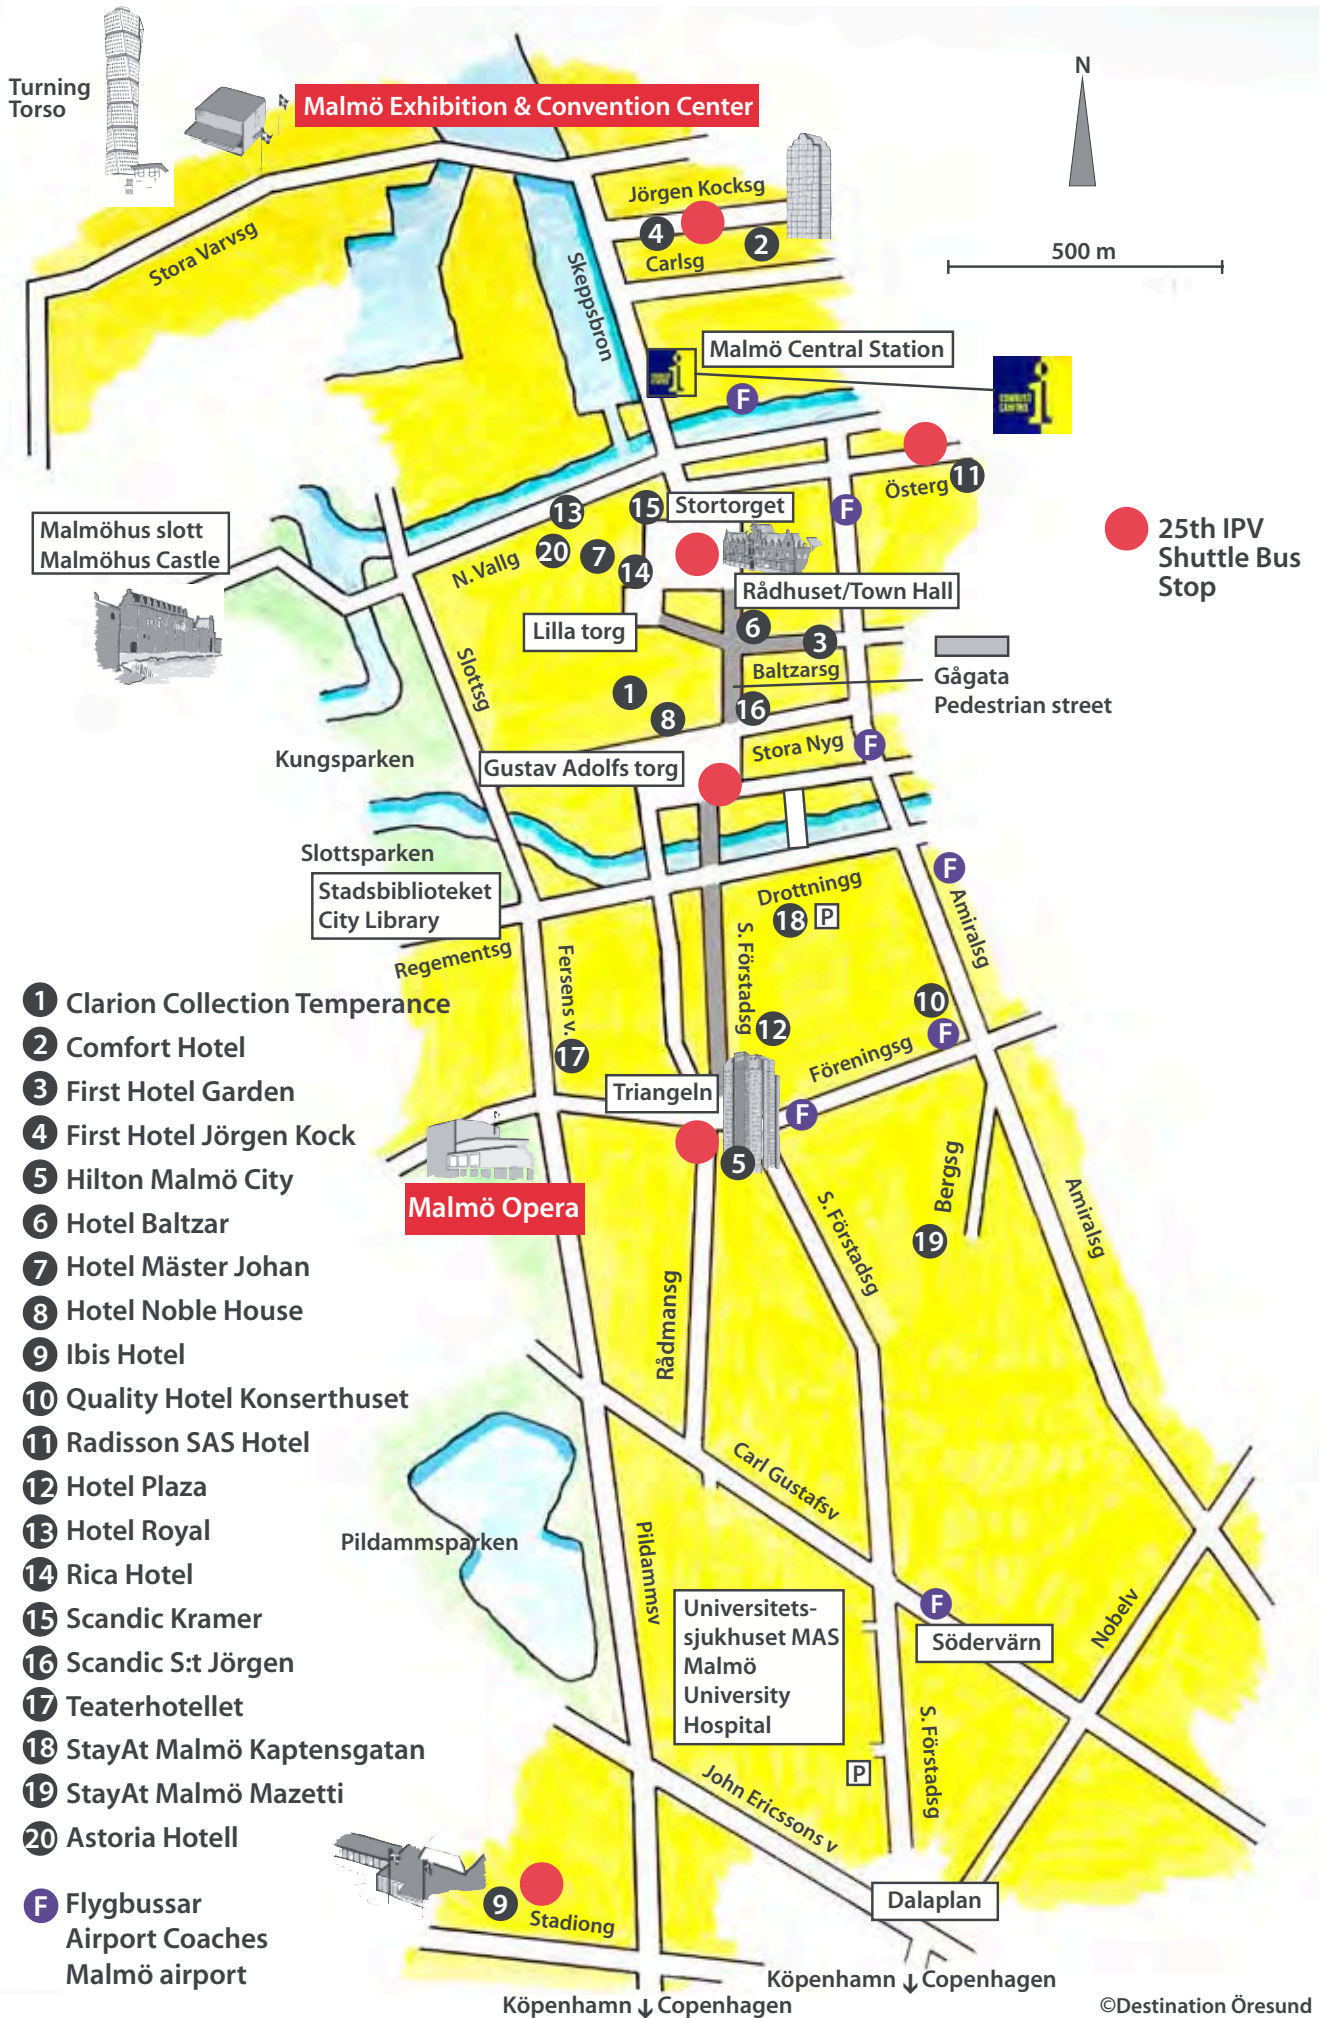 Turning
Torso
Malmö Exhibition & Convention Center
N
Jörgen Kocksg
4
2
Carlsg
500 m
Stora Varvsg
Skeppsbron
Malmö Central Station
i
i
F
Österg
11
13
15
Stortorget
F
25th IPV
Shuttle Bus
Stop
Malmöhus slott
Malmöhus Castle
N. Vallg
20
7
14
Rådhuset/Town Hall
Lilla torg
6
3
Baltzarsg
Gågata
Pedestrian street
Slottsg
1
8
16
Stora Nyg
F
Kungsparken
Gustav Adolfs torg
Slottsparken
Stadsbiblioteket
City Library
Drottningg
18
P
F
Amiralsg
Regementsg
Fersens v.
S. Förstadsg
12
10
F
Föreningsg
17
Triangeln
F
5
Malmö Opera
Bergsg
19
Amiralsg
S. Förstadsg
Rådmansg
1 Clarion Collection Temperance
2 Comfort Hotel
3 First Hotel Garden
4 First Hotel Jörgen Kock
5 Hilton Malmö City
6 Hotel Baltzar
7 Hotel Mäster Johan
8 Hotel Noble House
9 Ibis Hotel
10 Quality Hotel Konserthuset
11 Radisson SAS Hotel
12 Hotel Plaza
13 Hotel Royal
14 Rica Hotel
15 Scandic Kramer
16 Scandic S:t Jörgen
17 Teaterhotellet
18 StayAt Malmö Kaptensgatan
19 StayAt Malmö Mazetti
20 Astoria Hotell
F Flygbussar
Airport Coaches
Malmö airport
Carl Gustafsv
Pildammsparken
Pildammsv
Universitets-
sjukhuset MAS
Malmö
University
Hospital
F
Södervärn
Nobelv
S. Förstadsg
P
John Ericssons v
9
Stadiong
Dalaplan
Köpenhamn ↓ Copenhagen
Köpenhamn ↓ Copenhagen
©Destination Öresund